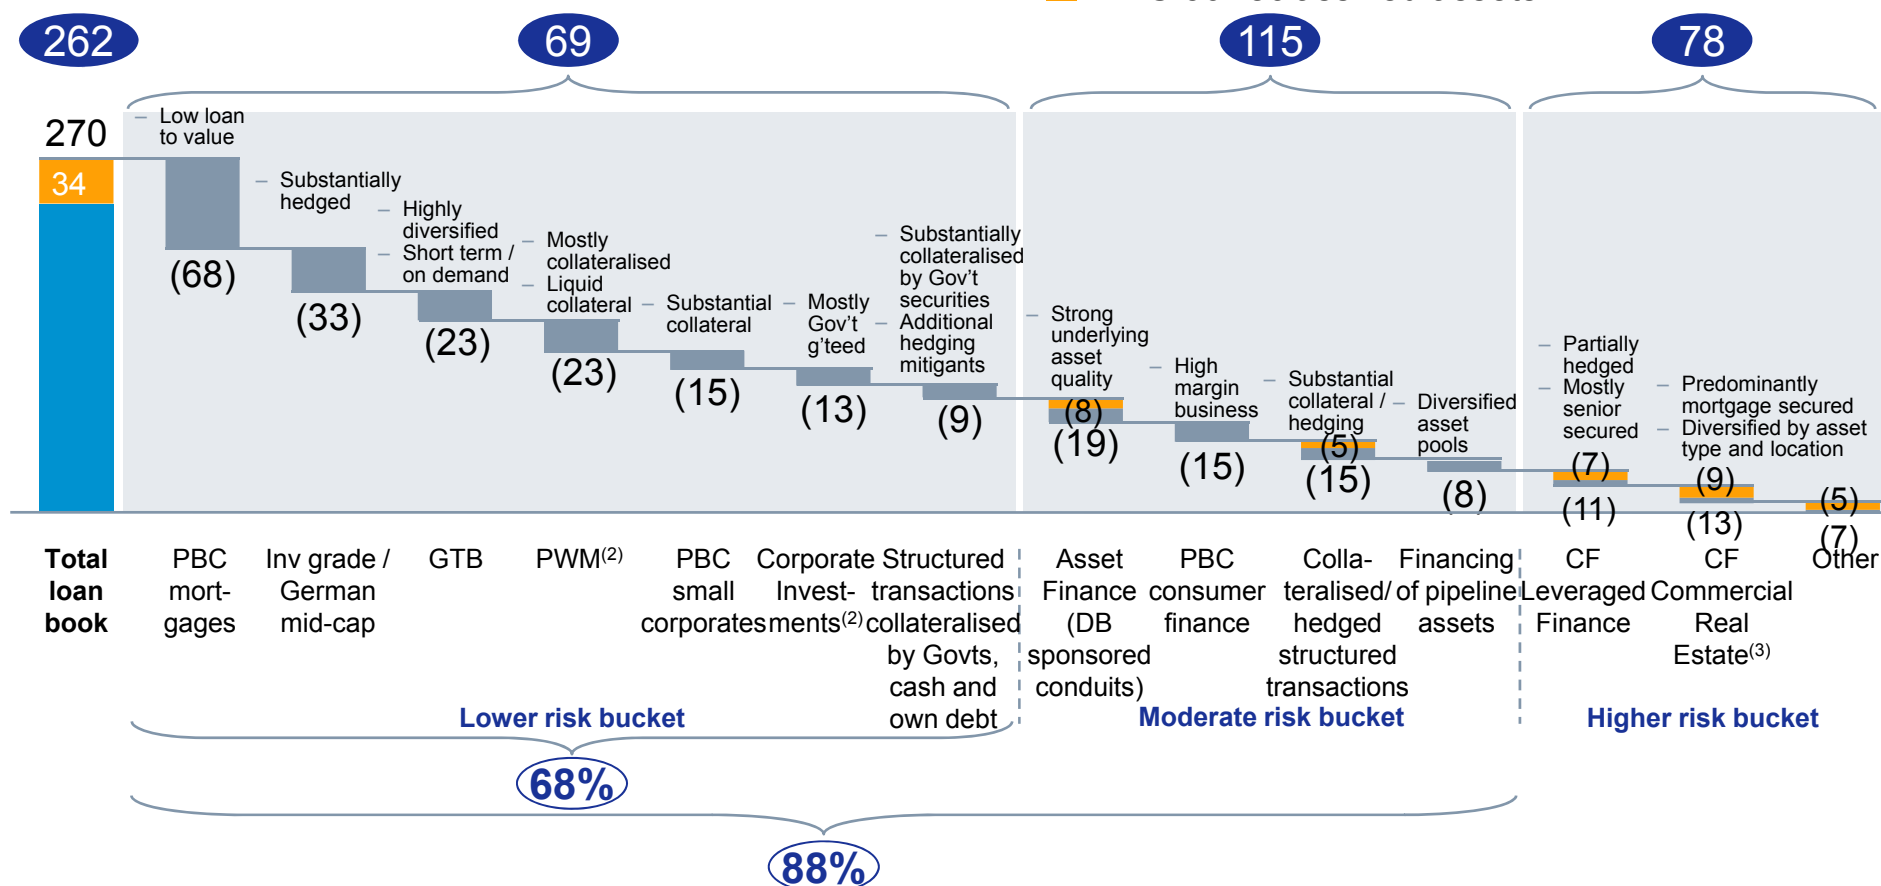 262
69
115
78
270
34
– Low loan
to value
(68)
– Substantially
hedged
(33)
– Highly
diversified
– Short term /
on demand
(23)
– Mostly
collateralised
– Liquid
collateral
(23)
– Substantial
collateral
(15)
– Mostly
Gov't
g'teed
(13)
– Substantially
collateralised
by Gov't
securities
– Additional
hedging
mitigants
(9)
– Strong
underlying
asset
quality
(8)
(19)
– High
margin
business
(15)
– Substantial
collateral /
hedging
(5)
(15)
– Diversified
asset
pools
(8)
– Partially
hedged
– Mostly
senior
secured
(7)
(11)
– Predominantly
mortgage secured
– Diversified by asset
type and location
(9)
(13)
(5)
(7)
Total
loan
book
PBC
mort-
gages
Inv grade /
German
mid-cap
GTB
PWM(2)
PBC
small
corporates
Corporate
Invest-
ments(2)
Structured
transactions
collateralised
by Govts,
cash and
own debt
Asset
Finance
(DB
sponsored
conduits)
PBC
consumer
finance
Colla-
teralised/
hedged
structured
transactions
Financing
of pipeline
assets
CF
Leveraged
Finance
CF
Commercial
Real
Estate(3)
Other
Lower risk bucket
Moderate risk bucket
Higher risk bucket
68%
88%